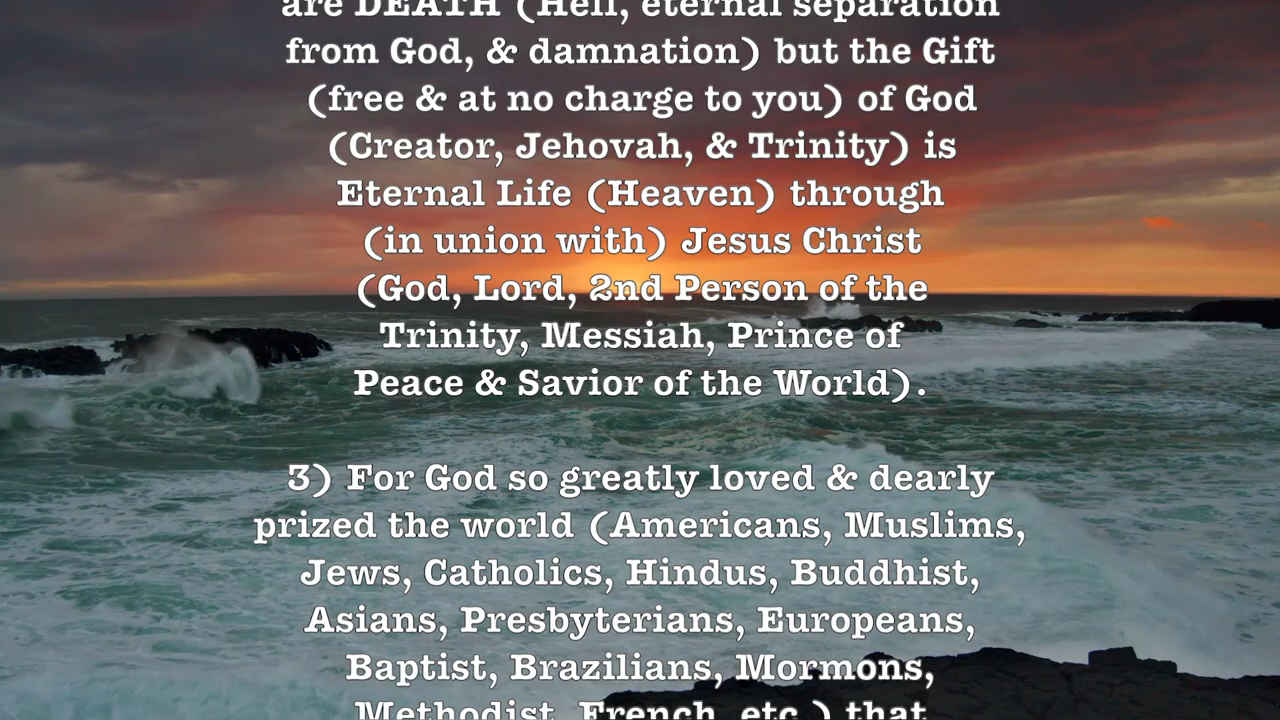 are DEATH (Hell, eternal separation
from God, & damnation) but the Gift
(free & at no charge to you) of God
(Creator, Jehovah, & Trinity) is
Eternal Life (Heaven) through
(in union with) Jesus Christ
(God, Lord, 2nd Person of the
Trinity, Messiah, Prince of
Peace & Savior of the World).
3) For God so greatly loved & dearly
prized the world (Americans, Muslims,
Jews, Catholics, Hindus, Buddhist,
Asians, Presbyterians, Europeans,
Baptist, Brazilians, Mormons,
Methodist, French, etc.) that